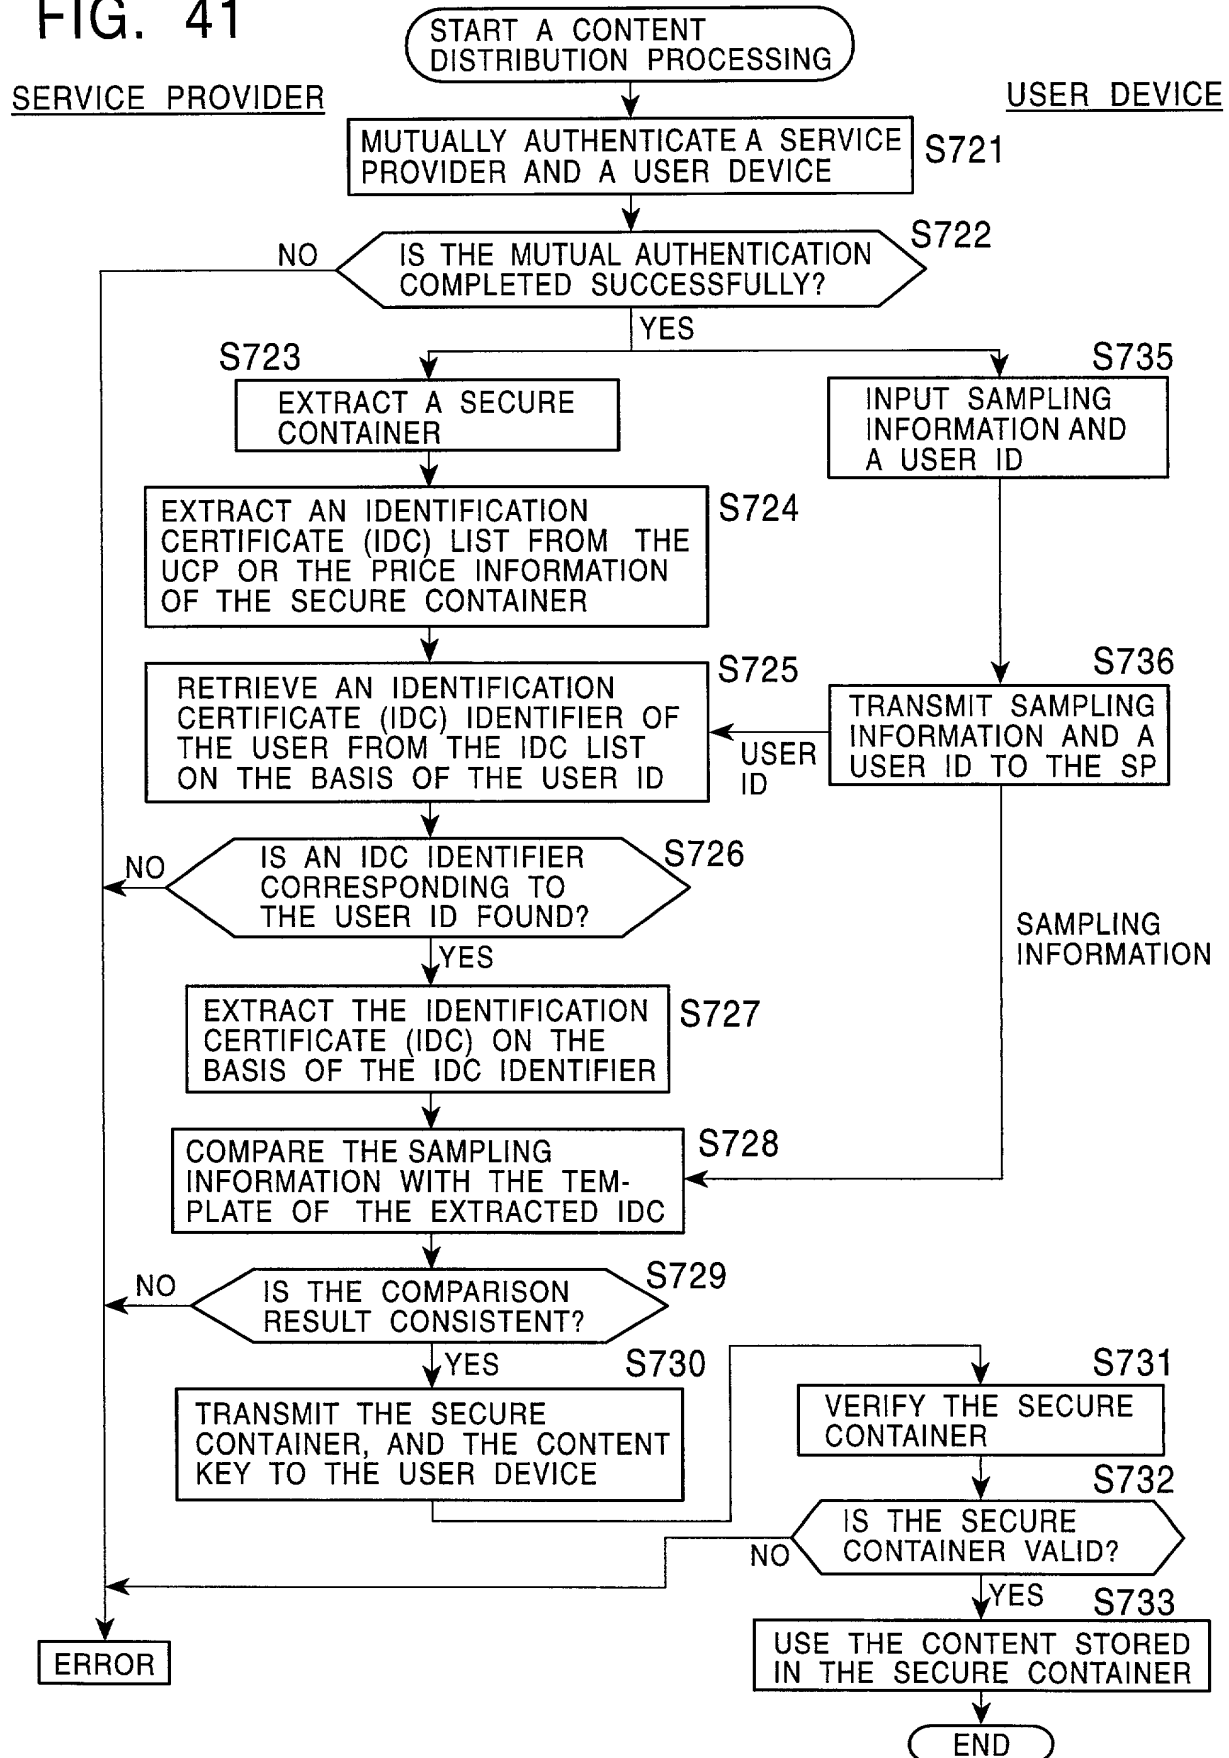 FIG. 41
START A CONTENT
DISTRIBUTION PROCESSING
SERVICE PROVIDER
USER DEVICE
MUTUALLY AUTHENTICATE A SERVICE
PROVIDER AND A USER DEVICE
S721
S722
IS THE MUTUAL AUTHENTICATION
COMPLETED SUCCESSFULLY?
NO
YES
S723
EXTRACT A SECURE
CONTAINER
S735
INPUT SAMPLING
INFORMATION AND
A USER ID
S724
EXTRACT AN IDENTIFICATION
CERTIFICATE (IDC) LIST FROM THE
UCP OR THE PRICE INFORMATION
OF THE SECURE CONTAINER
S725
RETRIEVE AN IDENTIFICATION
CERTIFICATE (IDC) IDENTIFIER OF
THE USER FROM THE IDC LIST
ON THE BASIS OF THE USER ID
S736
TRANSMIT SAMPLING
INFORMATION AND A
USER ID TO THE SP
USER
ID
S726
IS AN IDC IDENTIFIER
CORRESPONDING TO
THE USER ID FOUND?
NO
YES
SAMPLING
INFORMATION
S727
EXTRACT THE IDENTIFICATION
CERTIFICATE (IDC) ON THE
BASIS OF THE IDC IDENTIFIER
S728
COMPARE THE SAMPLING
INFORMATION WITH THE TEM-
PLATE OF THE EXTRACTED IDC
S729
IS THE COMPARISON
RESULT CONSISTENT?
NO
YES
S730
TRANSMIT THE SECURE
CONTAINER, AND THE CONTENT
KEY TO THE USER DEVICE
S731
VERIFY THE SECURE
CONTAINER
S732
IS THE SECURE
CONTAINER VALID?
NO
YES
S733
USE THE CONTENT STORED
IN THE SECURE CONTAINER
ERROR
END